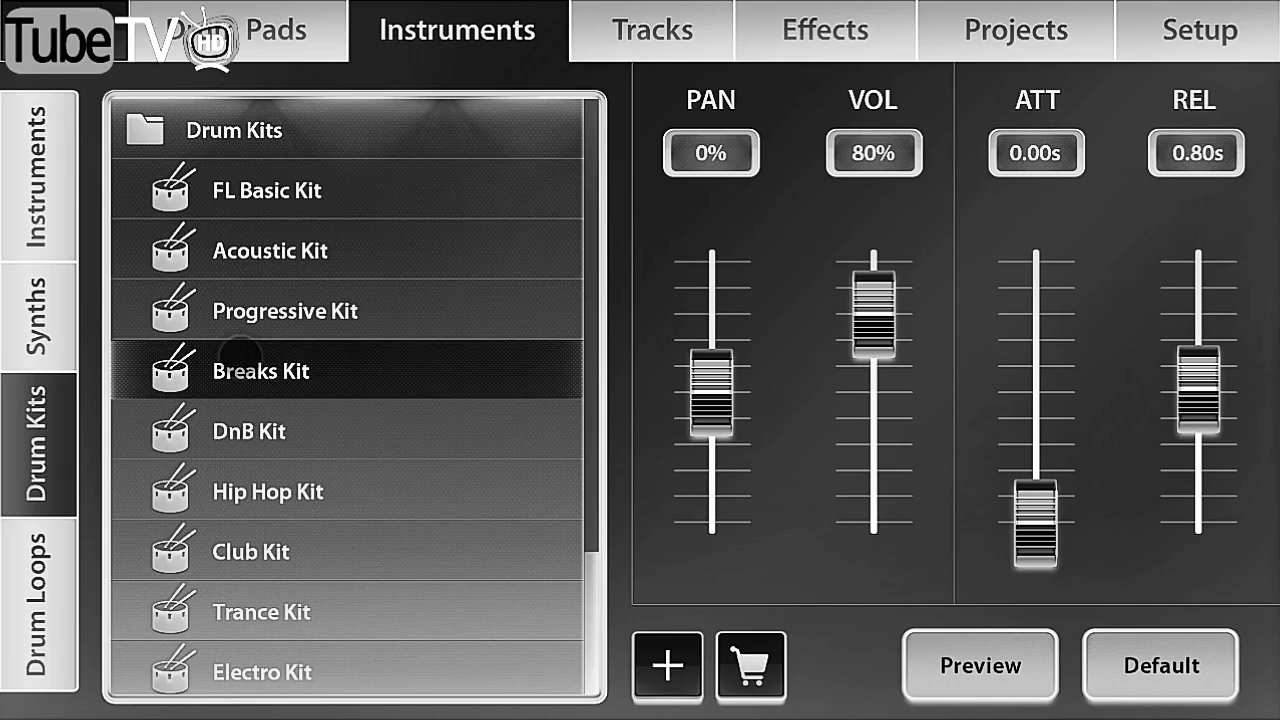 TubeTV HD
Pads
Instruments
Tracks
Effects
Projects
Setup
Instruments
Synths
Drum Kits
Drum Loops
Drum Kits
FL Basic Kit
Acoustic Kit
Progressive Kit
Breaks Kit
DnB Kit
Hip Hop Kit
Club Kit
Trance Kit
Electro Kit
PAN
VOL
ATT
REL
0%
80%
0.00s
0.80s
Preview
Default